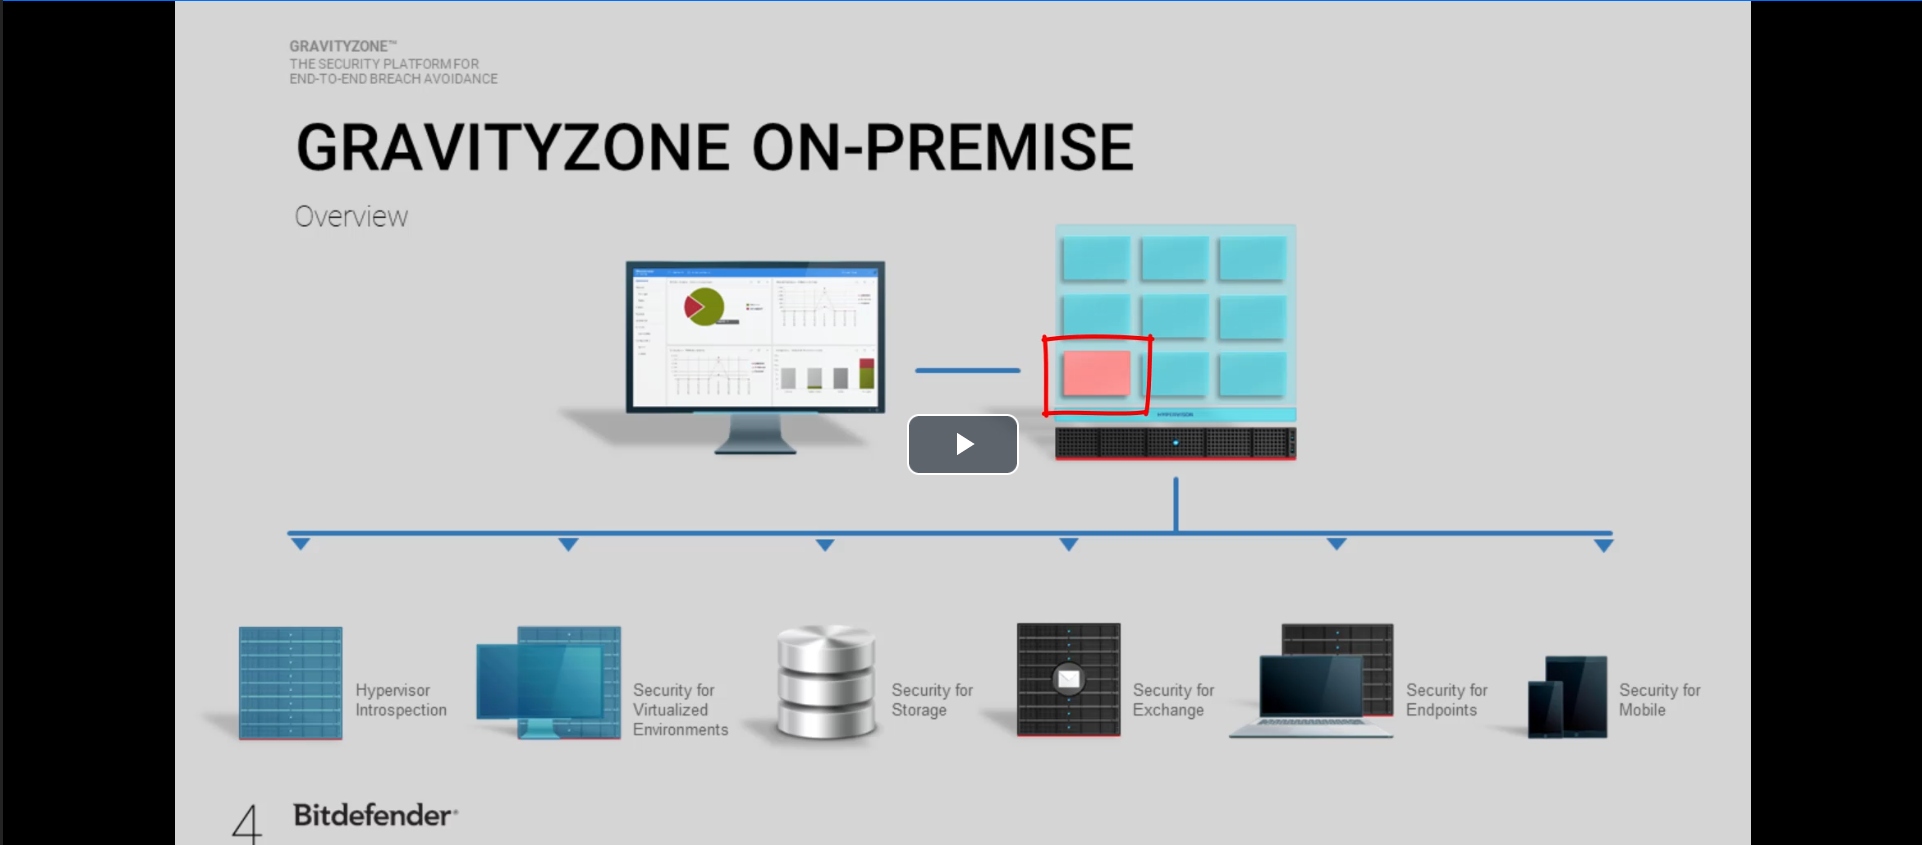 GRAVITYZONE™
THE SECURITY PLATFORM FOR
END-TO-END BREACH AVOIDANCE
GRAVITYZONE ON-PREMISE
Overview
HYPERVISOR
Hypervisor
Introspection
Security for
Virtualized
Environments
Security for
Storage
Security for
Exchange
Security for
Endpoints
Security for
Mobile
4
Bitdefender®